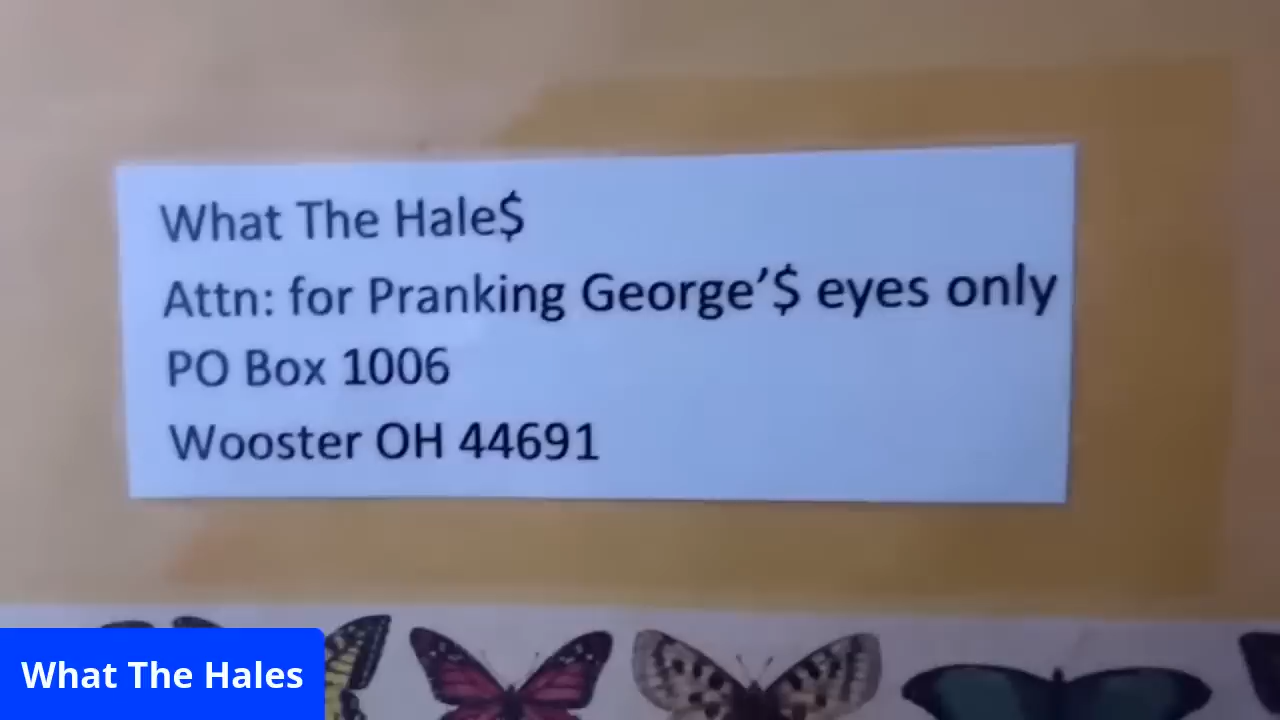 What The Hale$
Attn: for Pranking George’$ eyes only
PO Box 1006
Wooster OH 44691
What The Hales